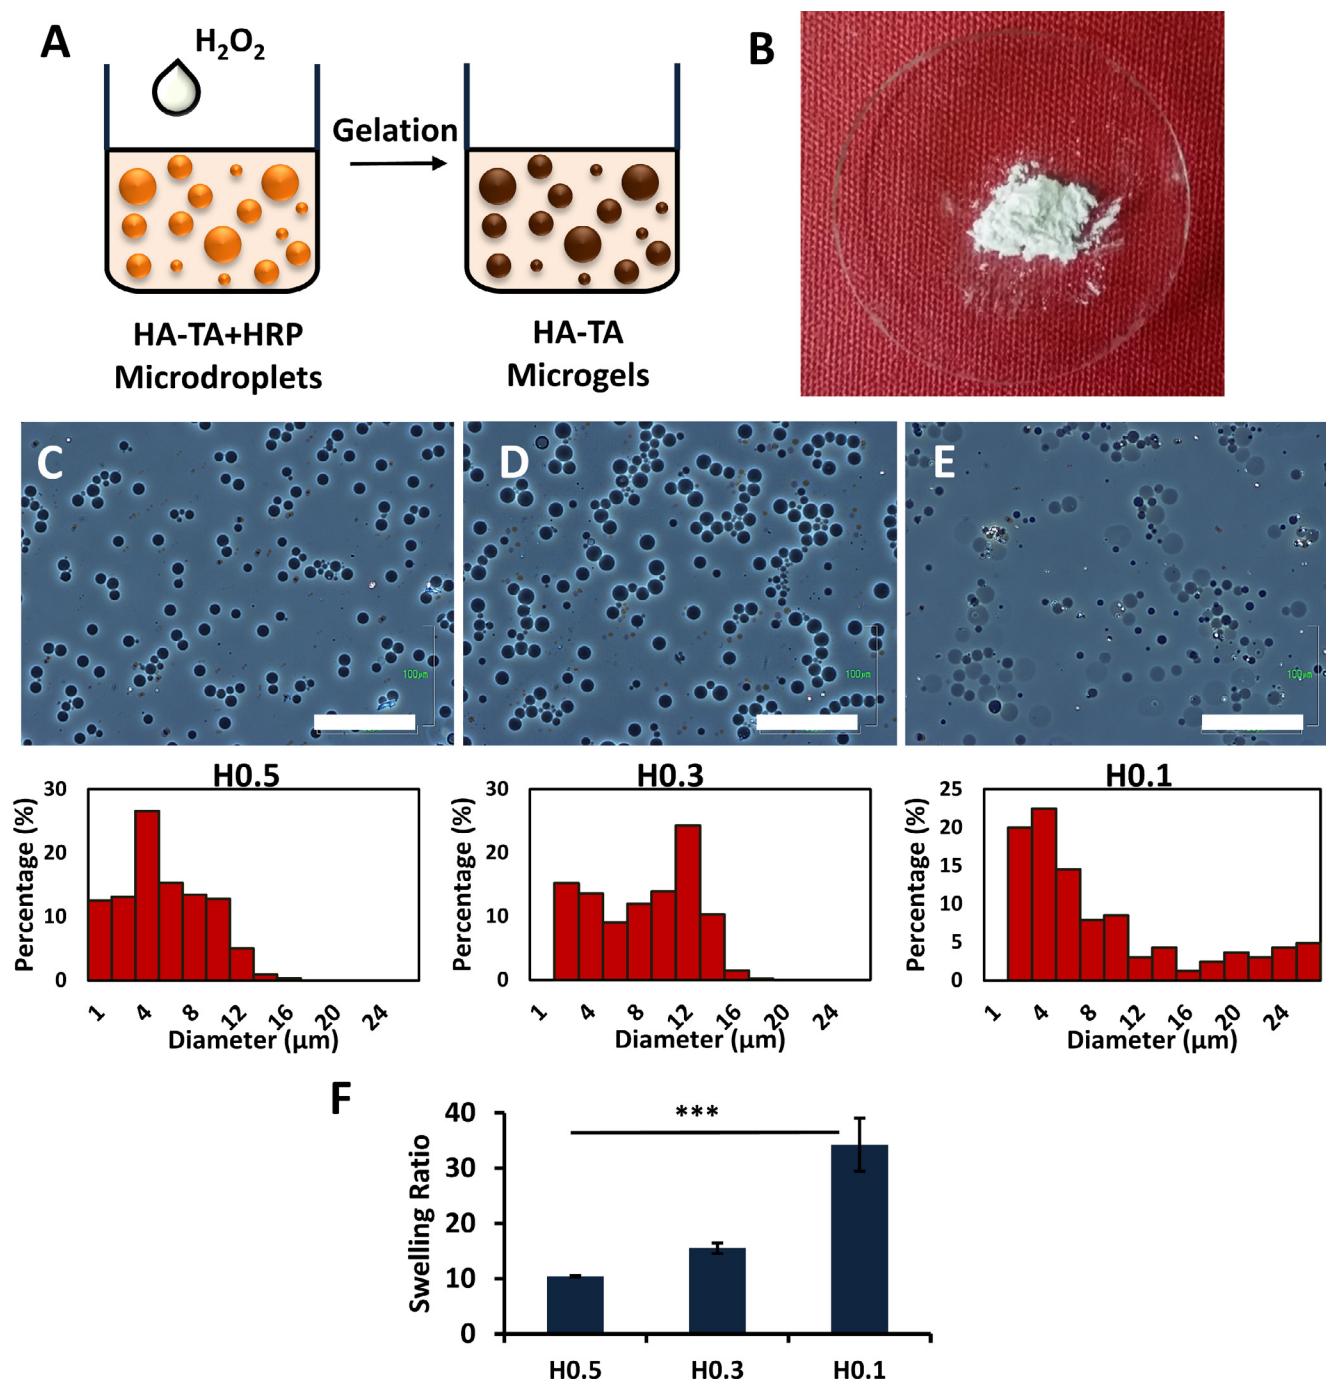 A
H₂O₂
Gelation
HA-TA+HRP
Microdroplets
HA-TA
Microgels
B
C
100μm
D
100μm
E
100μm
H0.5
Percentage (%)
30
20
10
0
1 4 8 12 16 20 24
Diameter (μm)
H0.3
Percentage (%)
30
20
10
0
1 4 8 12 16 20 24
Diameter (μm)
H0.1
Percentage (%)
25
20
15
10
5
0
1 4 8 12 16 20 24
Diameter (μm)
F
Swelling Ratio
40
30
20
10
0
***
H0.5 H0.3 H0.1